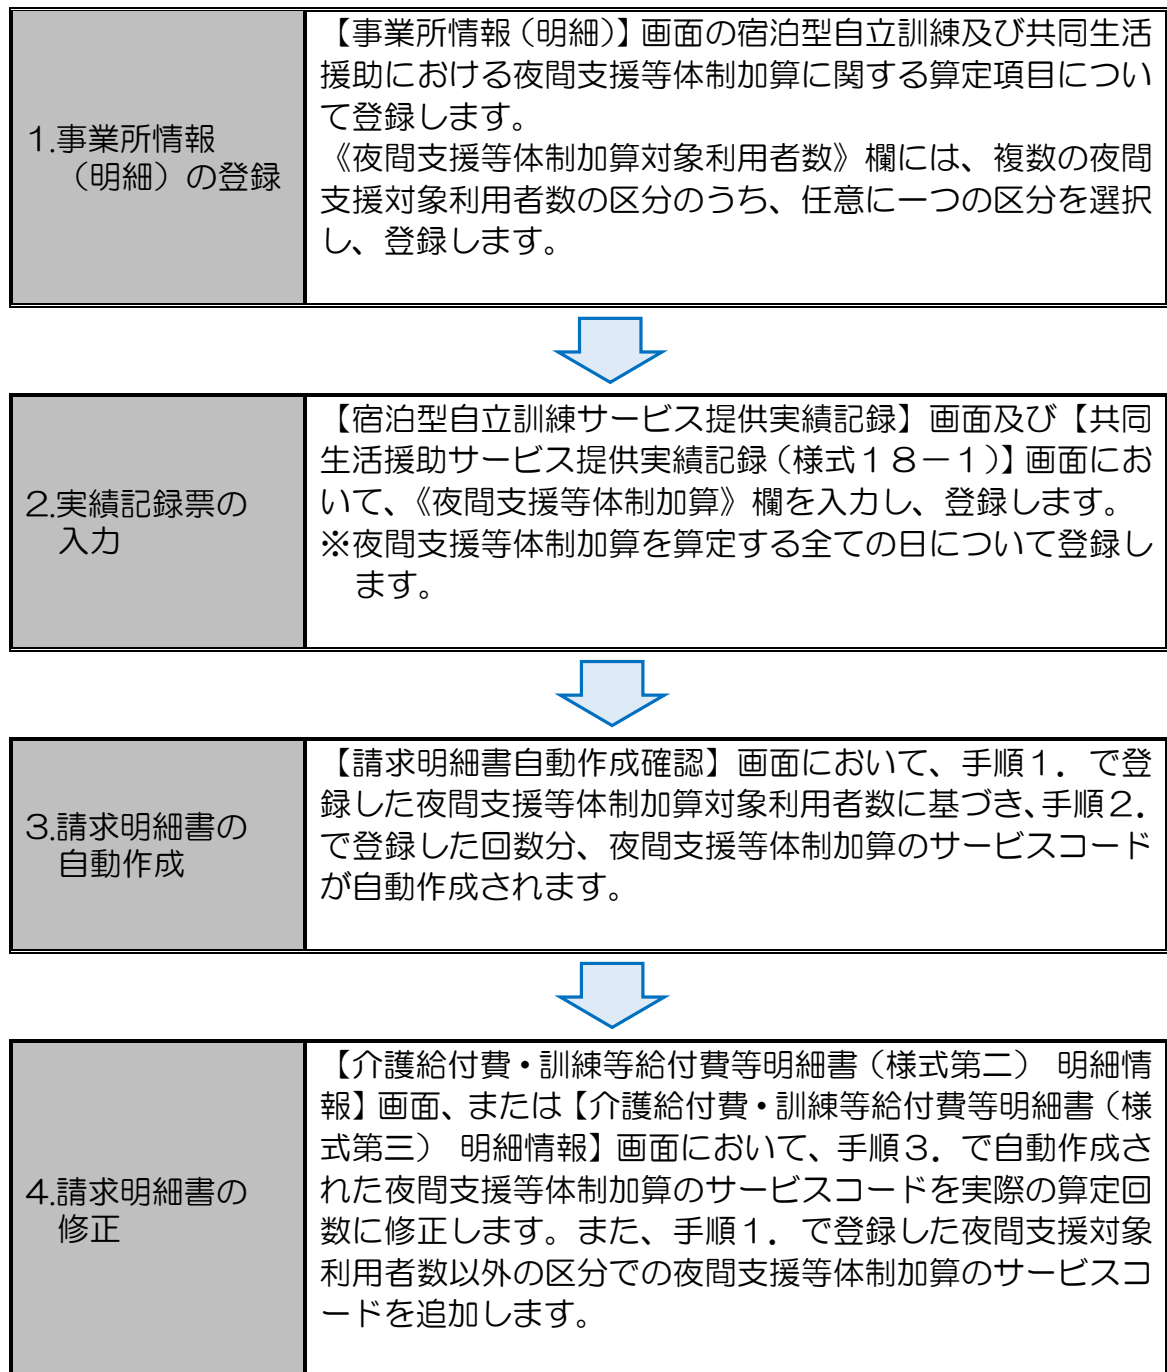 1.事業所情報
（明細）の登録
【事業所情報（明細）】画面の宿泊型自立訓練及び共同生活
援助における夜間支援等体制加算に関する算定項目につい
て登録します。
《夜間支援等体制加算対象利用者数》欄には、複数の夜間
支援対象利用者数の区分のうち、任意に一つの区分を選択
し、登録します。
2.実績記録票の
入力
【宿泊型自立訓練サービス提供実績記録】画面及び【共同
生活援助サービス提供実績記録（様式１８－１）】画面にお
いて、《夜間支援等体制加算》欄を入力し、登録します。
※夜間支援等体制加算を算定する全ての日について登録し
ます。
3.請求明細書の
自動作成
【請求明細書自動作成確認】画面において、手順１．で登
録した夜間支援等体制加算対象利用者数に基づき、手順２．
で登録した回数分、夜間支援等体制加算のサービスコード
が自動作成されます。
4.請求明細書の
修正
【介護給付費・訓練等給付費等明細書（様式第二）　明細情
報】画面、または【介護給付費・訓練等給付費等明細書（様
式第三）　明細情報】画面において、手順３．で自動作成さ
れた夜間支援等体制加算のサービスコードを実際の算定回
数に修正します。また、手順１．で登録した夜間支援対象
利用者数以外の区分での夜間支援等体制加算のサービスコ
ードを追加します。